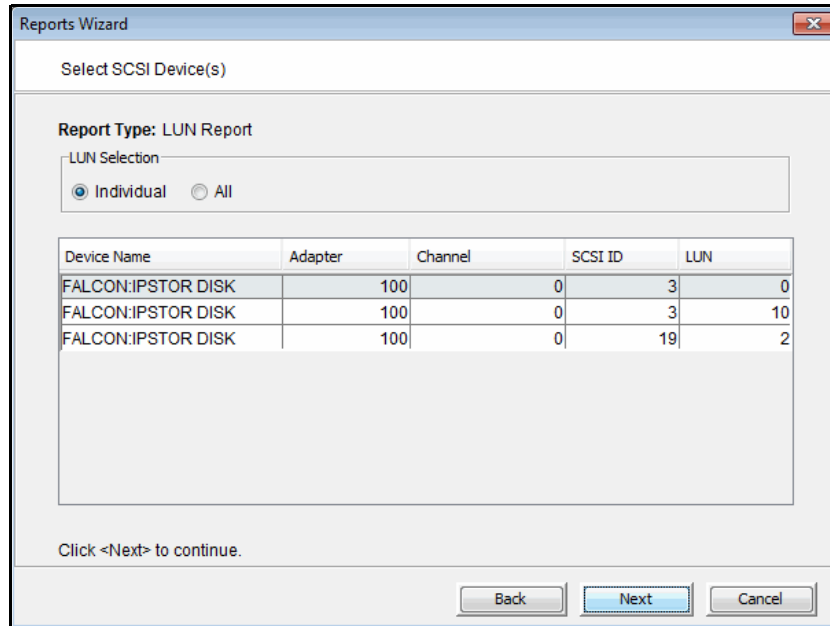 Reports Wizard
Select SCSI Device(s)
Report Type: LUN Report
LUN Selection
Individual All
Device Name Adapter Channel SCSI ID LUN
FALCON:IPSTOR DISK 100 0 3 0
FALCON:IPSTOR DISK 100 0 3 10
FALCON:IPSTOR DISK 100 0 19 2
Click <Next> to continue.
Back Next Cancel